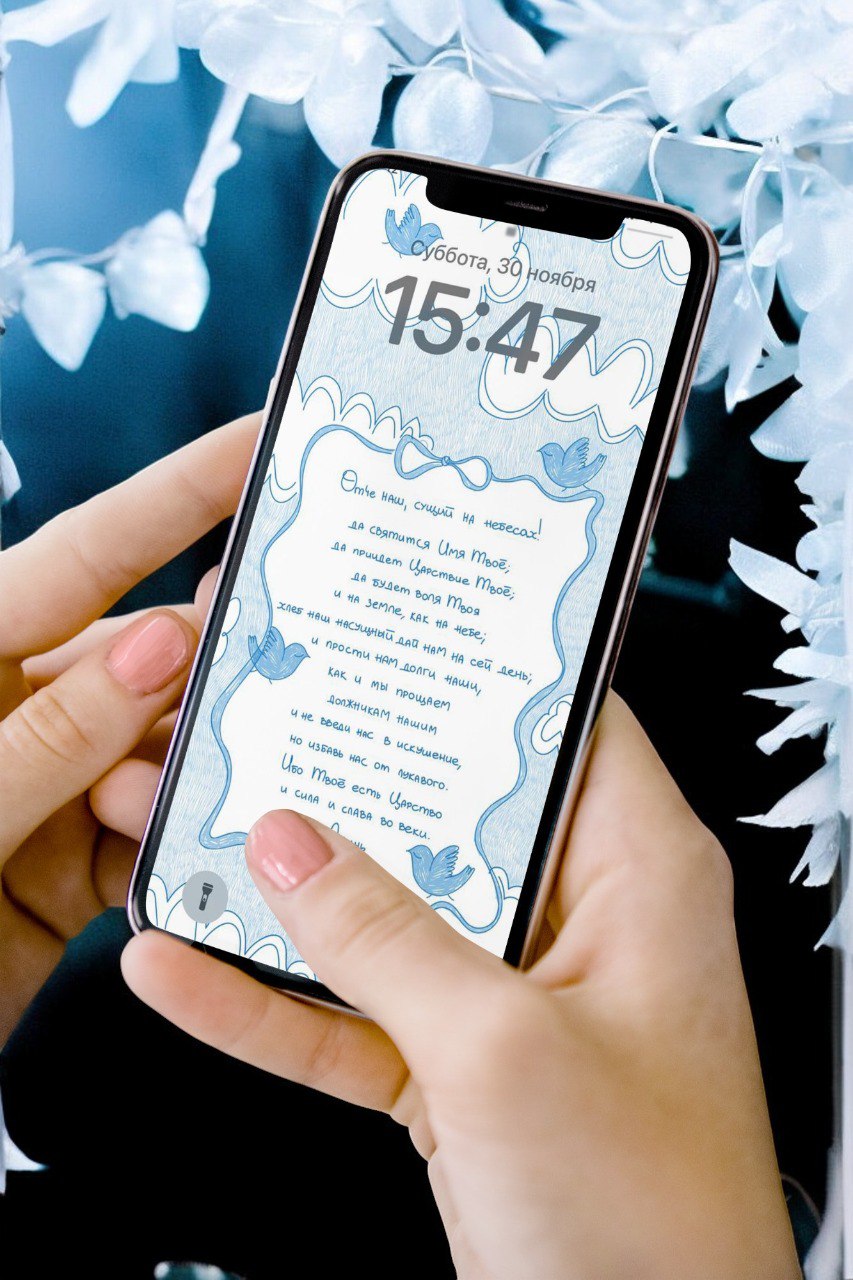 Суббота, 30 ноября
15:47
Отче наш, сущий на небесах!
да святится Имя Твоё;
да приидет Царствие Твоё;
да будет воля Твоя
и на земле, как на небе;
хлеб наш насущный дай нам на сей день;
и прости нам долги наши,
как и мы прощаем
должникам нашим
и не введи нас в искушение,
но избавь нас от лукавого.
Ибо Твоё есть Царство
и сила и слава во веки.